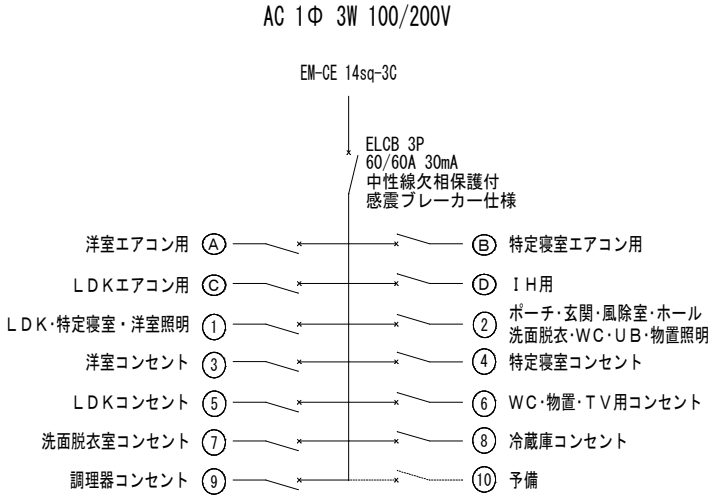 AC 1Φ 3W 100/200V
EM-CE 14sq-3C
ELCB 3P
60/60A 30mA
中性線欠相保護付
感震ブレーカー仕様
洋室エアコン用 Ⓐ
Ⓑ 特定寝室エアコン用
LDKエアコン用 Ⓒ
Ⓓ IH用
LDK・特定寝室・洋室照明 ①
② ポーチ・玄関・風除室・ホール
洗面脱衣・WC・UB・物置照明
洋室コンセント ③
④ 特定寝室コンセント
LDKコンセント ⑤
⑥ WC・物置・TV用コンセント
洗面脱衣室コンセント ⑦
⑧ 冷蔵庫コンセント
調理器コンセント ⑨
⑩ 予備